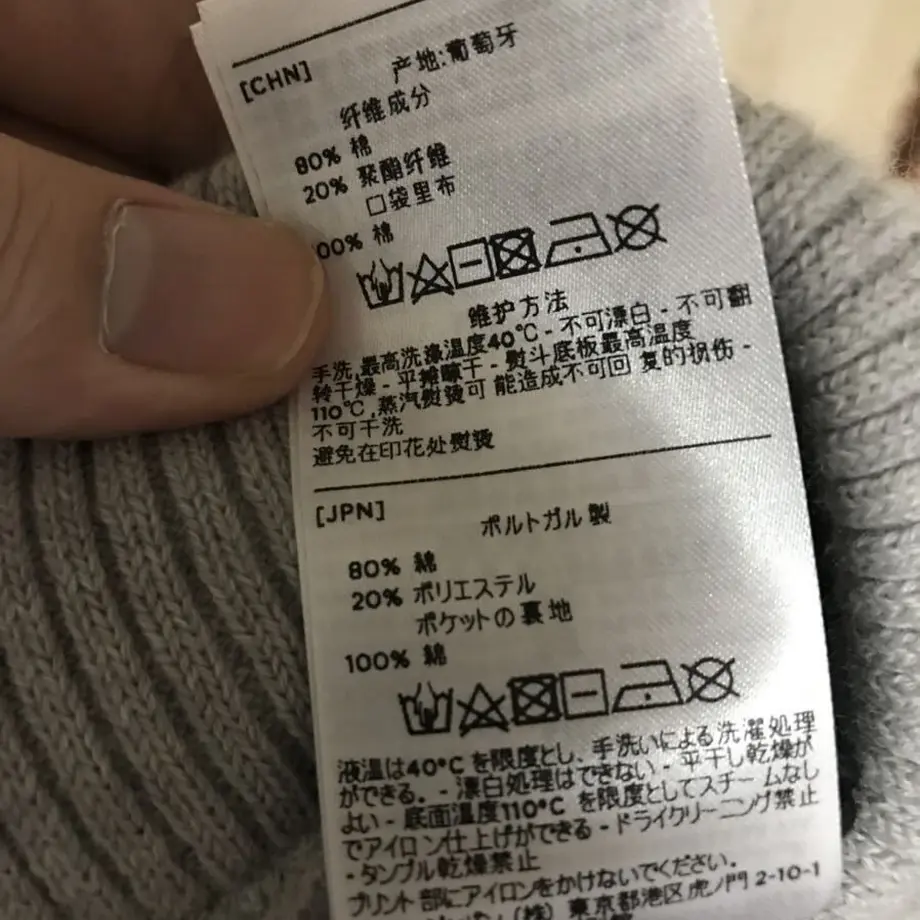 [CHN]
产地:葡萄牙
纤维成分
80% 棉
20% 聚酯纤维
口袋里布
00% 棉
维护方法
手洗,最高洗涤温度40°C - 不可漂白 - 不可翻
转干燥 - 平摊晾干 - 熨斗底板最高温度
110°C,蒸汽熨烫可 能造成不可回 复的损伤 -
不可干洗
避免在印花处熨烫
[JPN]
ポルトガル製
80% 綿
20% ポリエステル
ポケットの裏地
100% 綿
液温は40°C を限度とし、手洗いによる洗濯処理
ができる。 - 漂白処理はできない - 平干し乾燥が
よい - 底面温度110°C を限度としてスチームなし
でアイロン仕上げができる - ドライクリーニング禁止
- タンブル乾燥禁止
プリント部にアイロンをかけないでください。
(株) 東京都港区虎ノ門 2-10-1